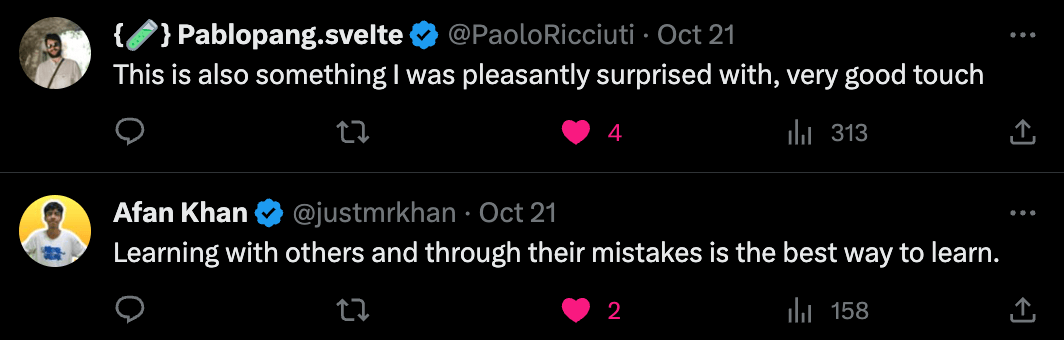 {🧪} Pablopang.svelte @PaoloRicciuti · Oct 21
This is also something I was pleasantly surprised with, very good touch
4 313
Afan Khan @justmrkhan · Oct 21
Learning with others and through their mistakes is the best way to learn.
2 158